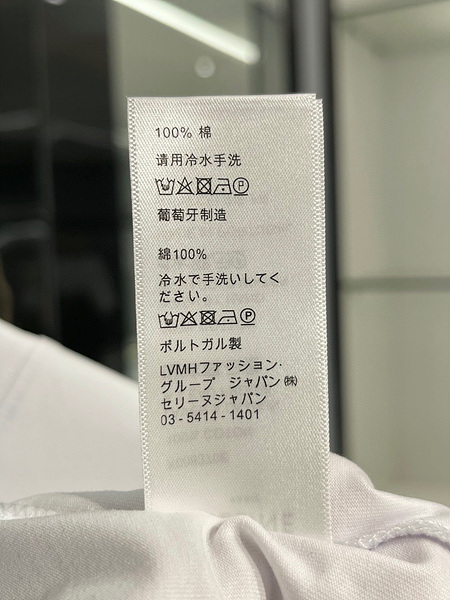 100% 棉
请用冷水手洗
葡萄牙制造
綿100%
冷水で手洗いしてく
ださい。
ポルトガル製
LVMHファッション・
グループ ジャパン㈱
セリーヌジャパン
03-5414-1401